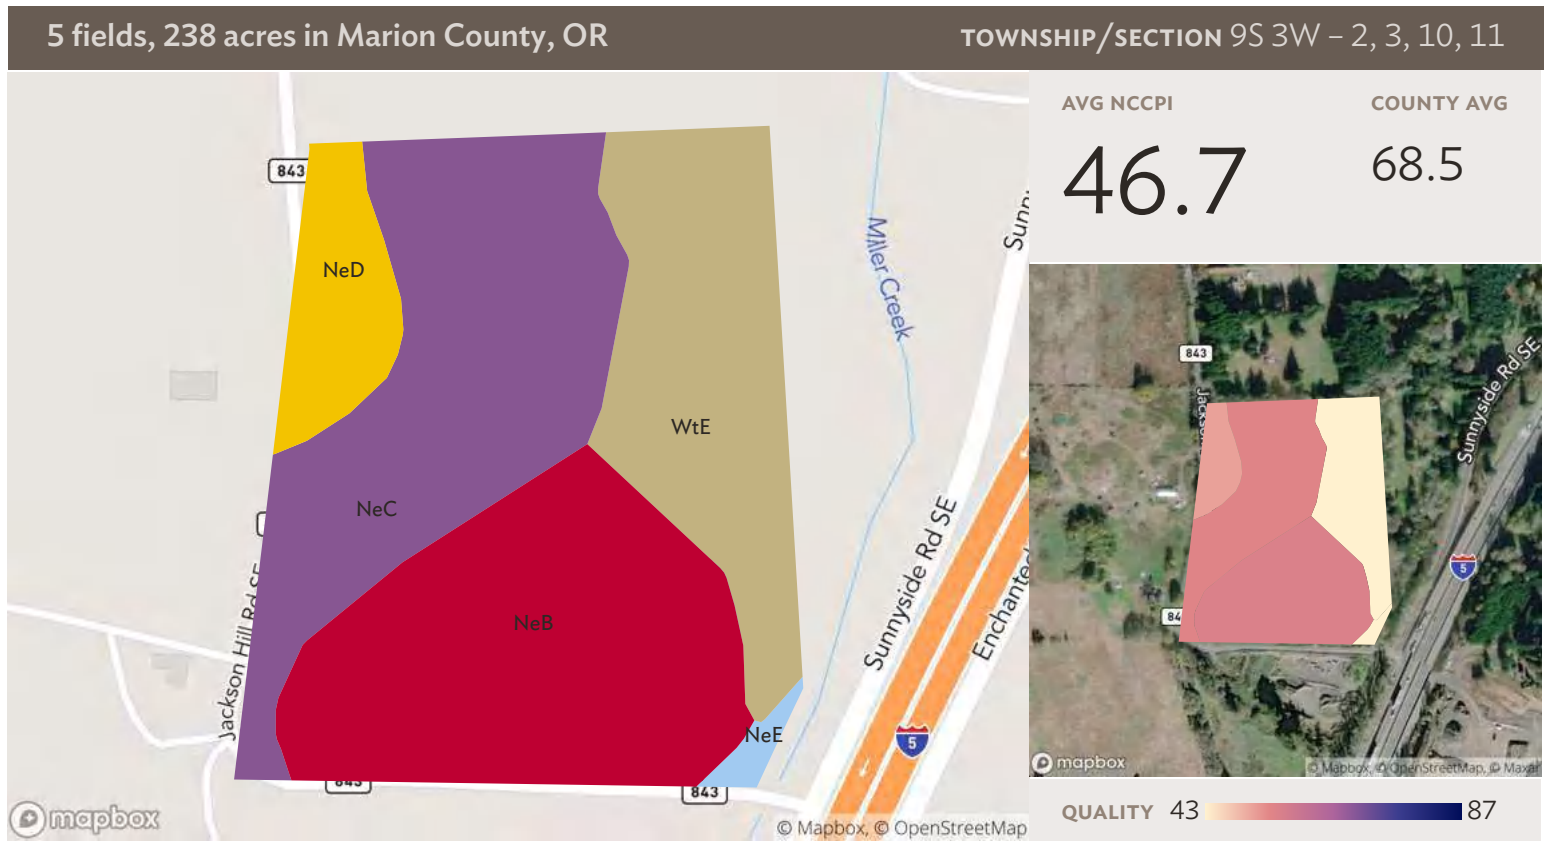 5 fields, 238 acres in Marion County, OR
TOWNSHIP/SECTION 9S 3W – 2, 3, 10, 11
AVG NCCPI
46.7
COUNTY AVG
68.5
843
NeD
Miller Creek
WtE
NeC
NeB
NeE
Jackson Hill Rd SE
Sunnyside Rd SE
5
843
843
mapbox
© Mapbox, © OpenStreetMap
843
Sunnyside Rd SE
5
mapbox
© Mapbox, © OpenStreetMap, © Maxar
QUALITY 43
87